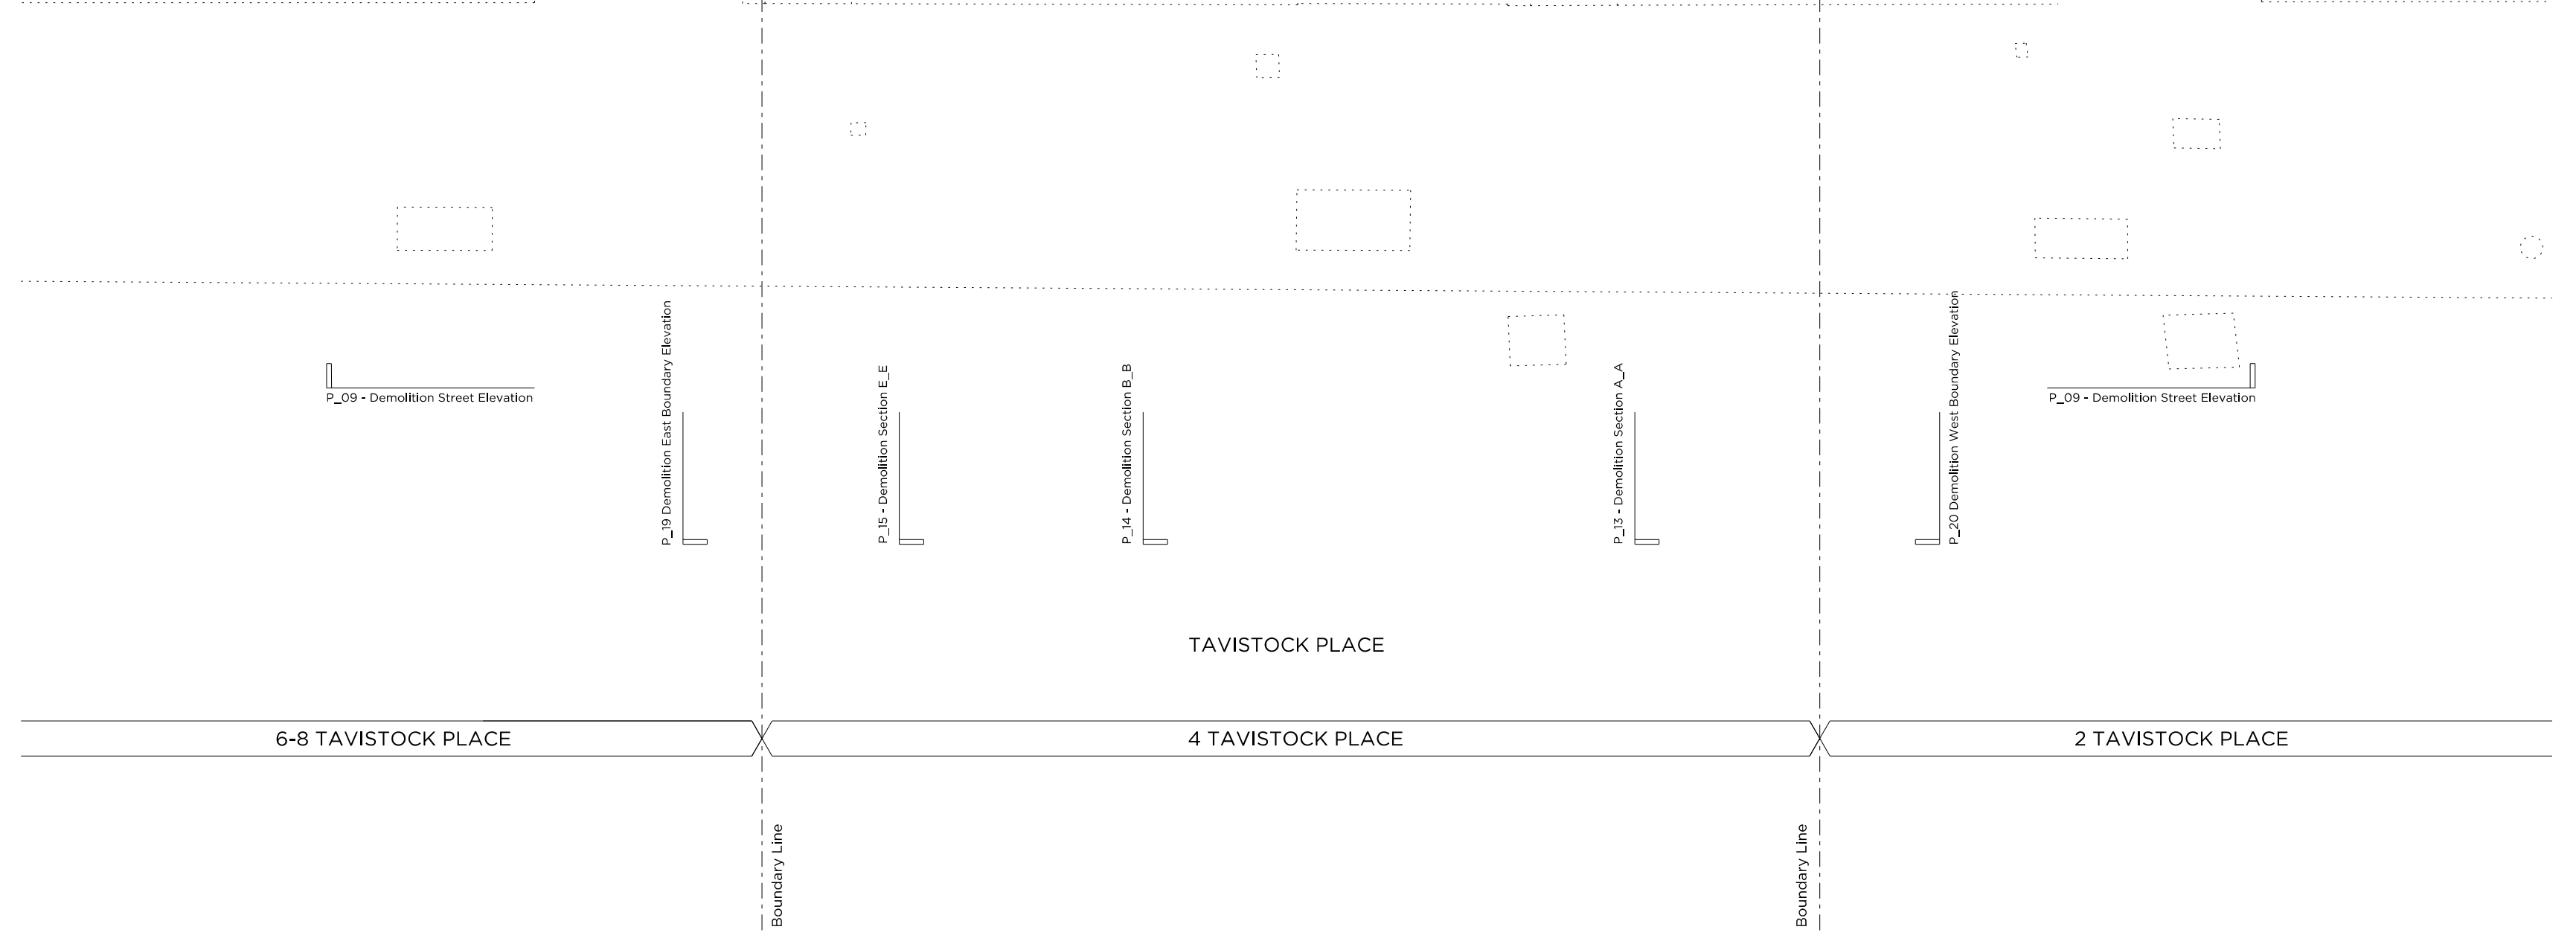 P_19 Demolition East Boundary Elevation
P_15 - Demolition Section E_E
P_14 - Demolition Section B_B
P_13 - Demolition Section A_A
P_20 Demolition West Boundary Elevation
P_09 - Demolition Street Elevation
P_09 - Demolition Street Elevation
TAVISTOCK PLACE
6-8 TAVISTOCK PLACE
4 TAVISTOCK PLACE
2 TAVISTOCK PLACE
Boundary Line
Boundary Line